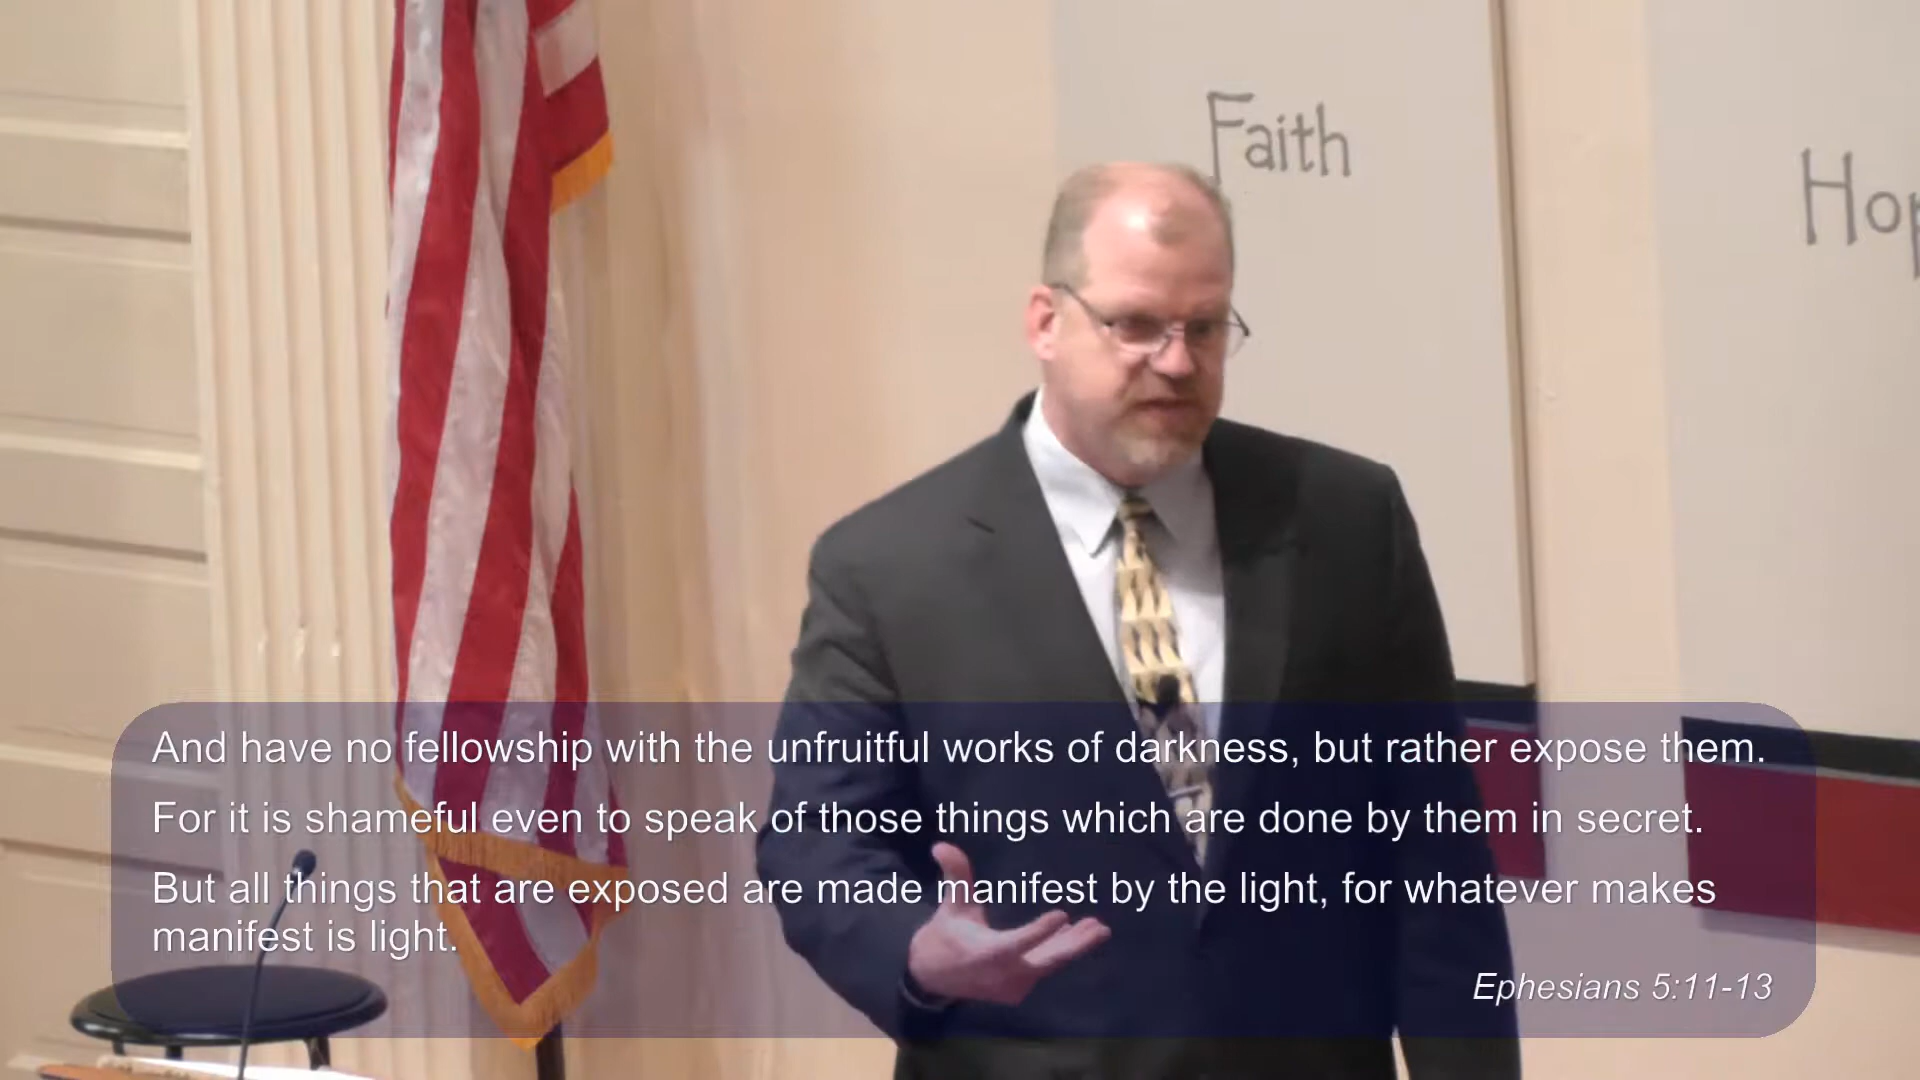 Faith
And have no fellowship with the unfruitful works of darkness, but rather expose them.
For it is shameful even to speak of those things which are done by them in secret.
But all things that are exposed are made manifest by the light, for whatever makes
manifest is light.
Ephesians 5:11-13